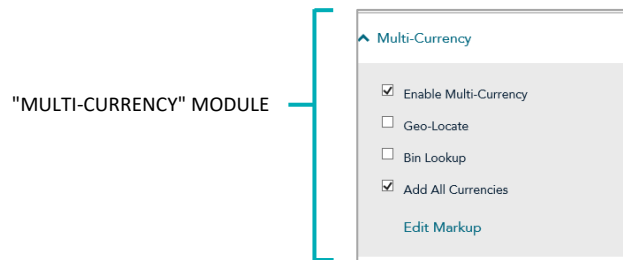 "MULTI-CURRENCY" MODULE
Multi-Currency
Enable Multi-Currency
Geo-Locate
Bin Lookup
Add All Currencies
Edit Markup